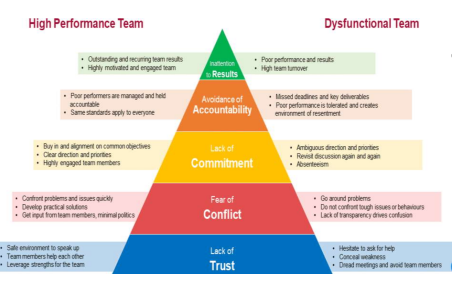 High Performance Team
Dysfunctional Team
• Outstanding and recurring team results
• Highly motivated and engaged team
Inattention
to Results
• Poor performance and results
• High team turnover
• Poor performers are managed and held
accountable
• Same standards apply to everyone
Avoidance of
Accountability
• Missed deadlines and key deliverables
• Poor performance is tolerated and creates
environment of resentment
• Buy in and alignment on common objectives
• Clear direction and priorities
• Highly engaged team members
Lack of
Commitment
• Ambiguous direction and priorities
• Revisit discussion again and again
• Absenteeism
• Confront problems and issues quickly
• Develop practical solutions
• Get input from team members, minimal politics
Fear of
Conflict
• Go around problems
• Do not confront tough issues or behaviours
• Lack of transparency drives confusion
• Safe environment to speak up
• Team members help each other
• Leverage strengths for the team
Lack of
Trust
• Hesitate to ask for help
• Conceal weakness
• Dread meetings and avoid team members